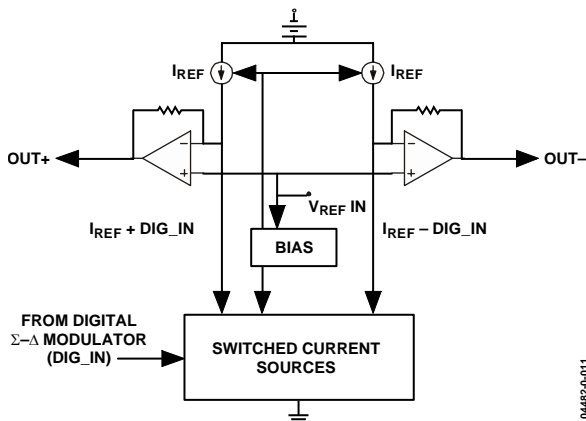 IREF
IREF
OUT+
−
+
−
+
OUT–
VREF IN
IREF + DIG_IN
BIAS
IREF – DIG_IN
FROM DIGITAL
Σ–Δ MODULATOR
(DIG_IN)
SWITCHED CURRENT
SOURCES
04482-0-011